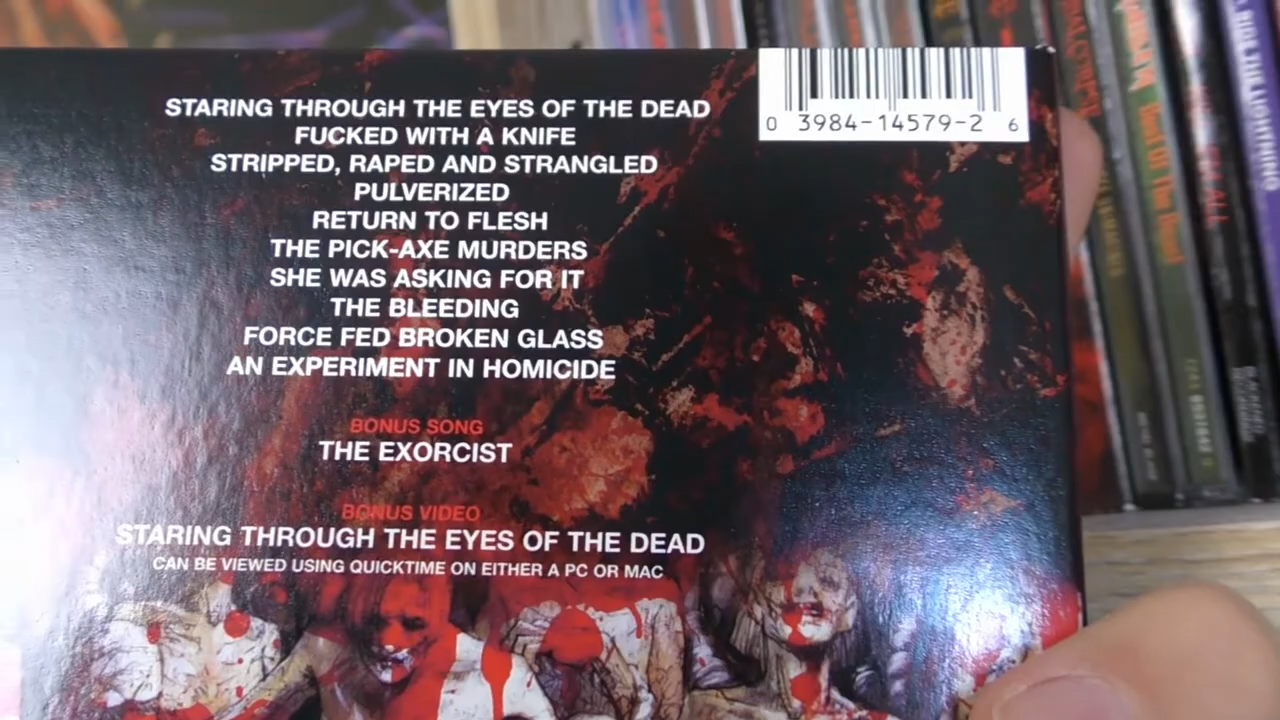 STARING THROUGH THE EYES OF THE DEAD
FUCKED WITH A KNIFE
STRIPPED, RAPED AND STRANGLED
PULVERIZED
RETURN TO FLESH
THE PICK-AXE MURDERS
SHE WAS ASKING FOR IT
THE BLEEDING
FORCE FED BROKEN GLASS
AN EXPERIMENT IN HOMICIDE
BONUS SONG
THE EXORCIST
BONUS VIDEO
STARING THROUGH THE EYES OF THE DEAD
CAN BE VIEWED USING QUICKTIME ON EITHER A PC OR MAC
0 3984-14579-2 6
RIDE THE LIGHTNING